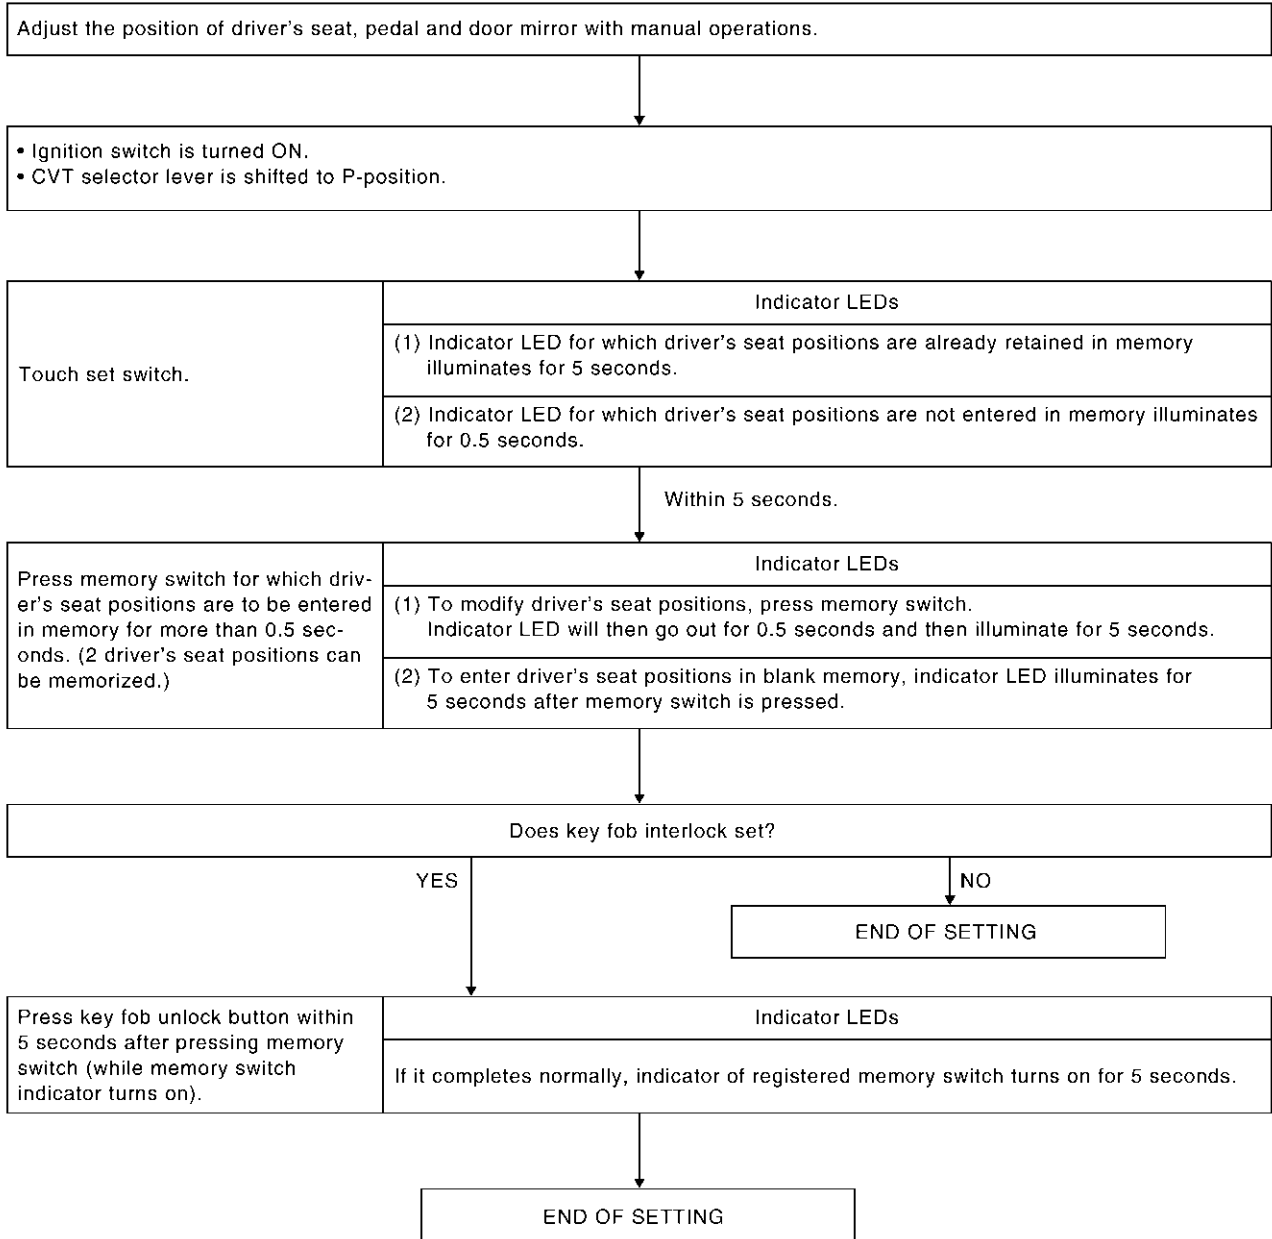 Adjust the position of driver's seat, pedal and door mirror with manual operations.
• Ignition switch is turned ON.
• CVT selector lever is shifted to P-position.
Touch set switch.
Indicator LEDs
(1) Indicator LED for which driver's seat positions are already retained in memory
illuminates for 5 seconds.
(2) Indicator LED for which driver's seat positions are not entered in memory illuminates
for 0.5 seconds.
Within 5 seconds.
Press memory switch for which driv-
er's seat positions are to be entered
in memory for more than 0.5 sec-
onds. (2 driver's seat positions can
be memorized.)
Indicator LEDs
(1) To modify driver's seat positions, press memory switch.
Indicator LED will then go out for 0.5 seconds and then illuminate for 5 seconds.
(2) To enter driver's seat positions in blank memory, indicator LED illuminates for
5 seconds after memory switch is pressed.
Does key fob interlock set?
YES
NO
END OF SETTING
Press key fob unlock button within
5 seconds after pressing memory
switch (while memory switch
indicator turns on).
Indicator LEDs
If it completes normally, indicator of registered memory switch turns on for 5 seconds.
END OF SETTING